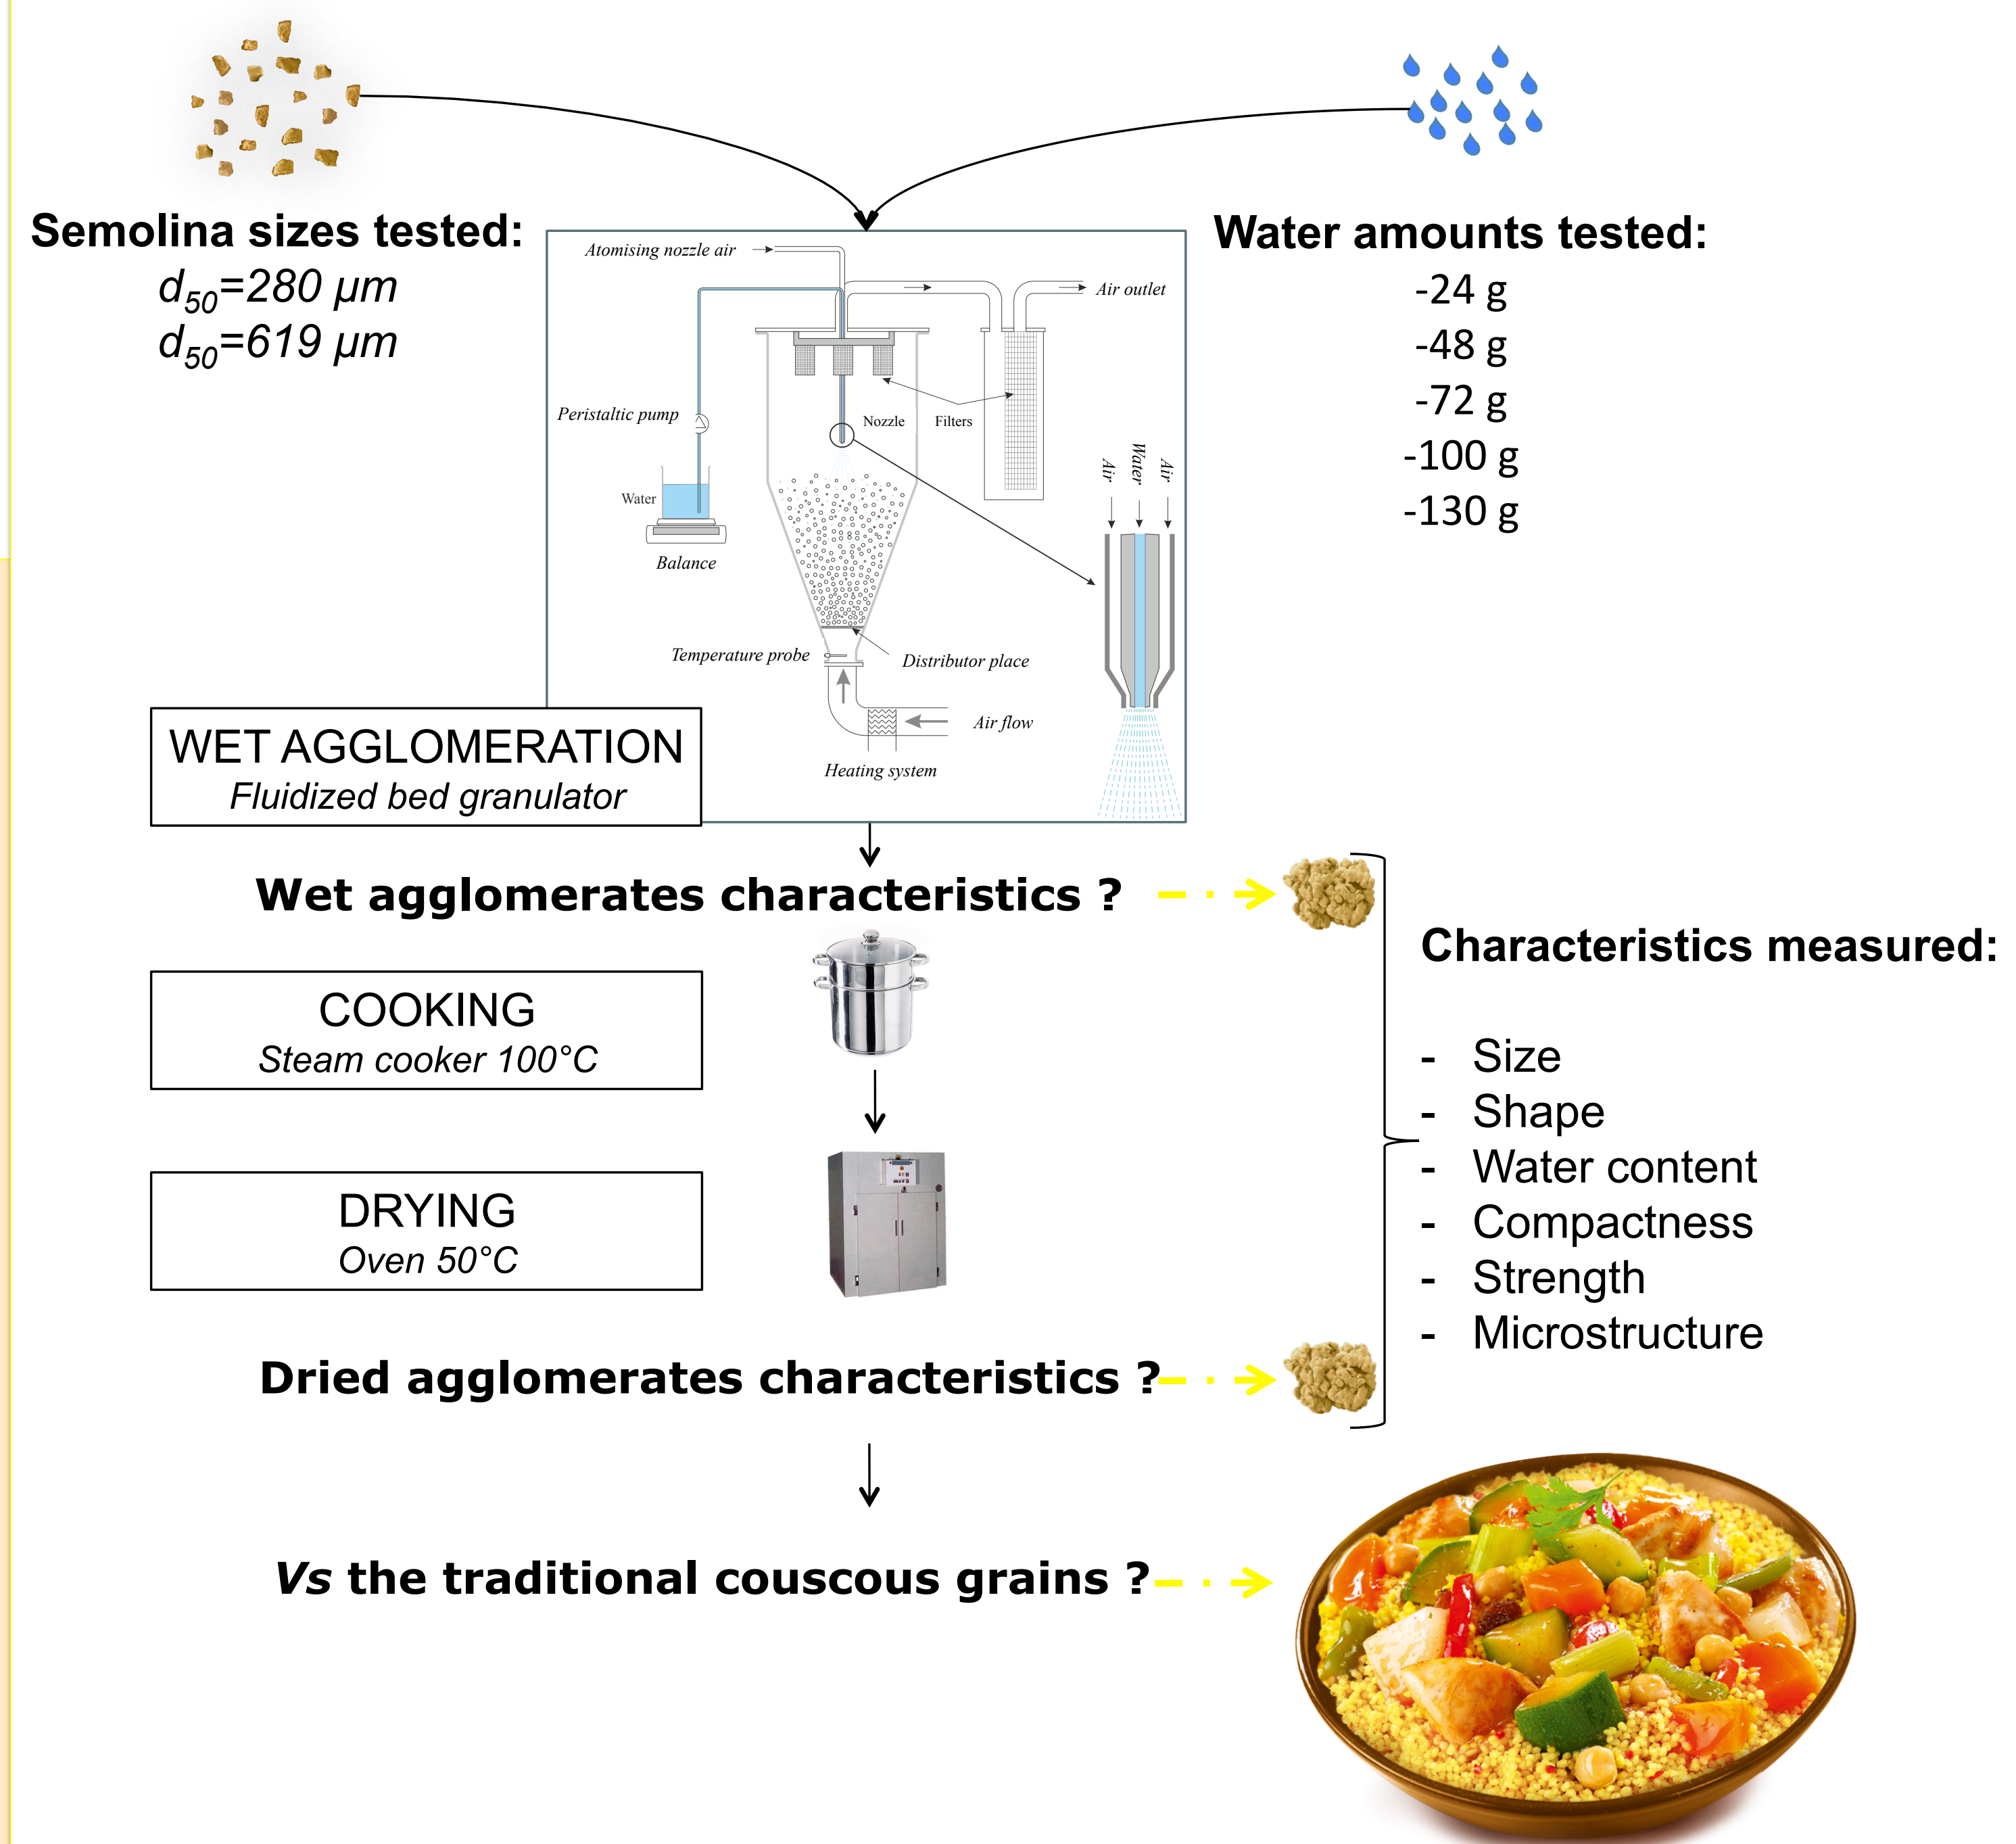 Semolina sizes tested:
d50=280 µm
d50=619 µm
Water amounts tested:
-24 g
-48 g
-72 g
-100 g
-130 g
Atomising nozzle air
Air outlet
Peristaltic pump
Nozzle
Filters
Water
Balance
Air
Water
Air
Temperature probe
Distributor place
Air flow
Heating system
WET AGGLOMERATION
Fluidized bed granulator
Wet agglomerates characteristics ?
COOKING
Steam cooker 100°C
DRYING
Oven 50°C
Characteristics measured:
- Size
- Shape
- Water content
- Compactness
- Strength
- Microstructure
Dried agglomerates characteristics ?
Vs the traditional couscous grains ?